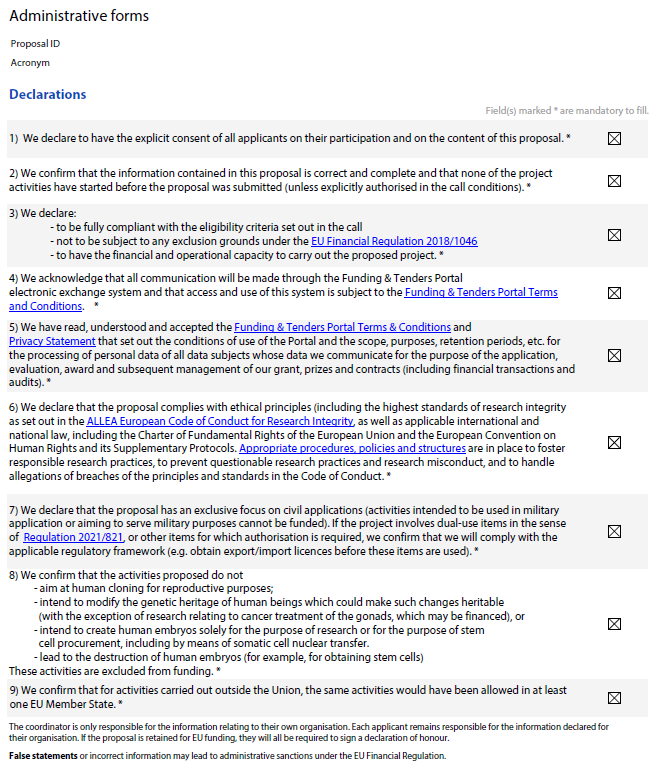 Administrative forms
Proposal ID
Acronym
Declarations
Field(s) marked * are mandatory to fill.
1) We declare to have the explicit consent of all applicants on their participation and on the content of this proposal. *
2) We confirm that the information contained in this proposal is correct and complete and that none of the project
activities have started before the proposal was submitted (unless explicitly authorised in the call conditions). *
3) We declare:
- to be fully compliant with the eligibility criteria set out in the call
- not to be subject to any exclusion grounds under the EU Financial Regulation 2018/1046
- to have the financial and operational capacity to carry out the proposed project. *
4) We acknowledge that all communication will be made through the Funding & Tenders Portal
electronic exchange system and that access and use of this system is subject to the Funding & Tenders Portal Terms
and Conditions. *
5) We have read, understood and accepted the Funding & Tenders Portal Terms & Conditions and
Privacy Statement that set out the conditions of use of the Portal and the scope, purposes, retention periods, etc. for
the processing of personal data of all data subjects whose data we communicate for the purpose of the application,
evaluation, award and subsequent management of our grant, prizes and contracts (including financial transactions and
audits). *
6) We declare that the proposal complies with ethical principles (including the highest standards of research integrity
as set out in the ALLEA European Code of Conduct for Research Integrity, as well as applicable international and
national law, including the Charter of Fundamental Rights of the European Union and the European Convention on
Human Rights and its Supplementary Protocols. Appropriate procedures, policies and structures are in place to foster
responsible research practices, to prevent questionable research practices and research misconduct, and to handle
allegations of breaches of the principles and standards in the Code of Conduct. *
7) We declare that the proposal has an exclusive focus on civil applications (activities intended to be used in military
application or aiming to serve military purposes cannot be funded). If the project involves dual-use items in the sense
of Regulation 2021/821, or other items for which authorisation is required, we confirm that we will comply with the
applicable regulatory framework (e.g. obtain export/import licences before these items are used). *
8) We confirm that the activities proposed do not
- aim at human cloning for reproductive purposes;
- intend to modify the genetic heritage of human beings which could make such changes heritable
(with the exception of research relating to cancer treatment of the gonads, which may be financed), or
- intend to create human embryos solely for the purpose of research or for the purpose of stem
cell procurement, including by means of somatic cell nuclear transfer.
- lead to the destruction of human embryos (for example, for obtaining stem cells)
These activities are excluded from funding. *
9) We confirm that for activities carried out outside the Union, the same activities would have been allowed in at least
one EU Member State. *
The coordinator is only responsible for the information relating to their own organisation. Each applicant remains responsible for the information declared for
their organisation. If the proposal is retained for EU funding, they will all be required to sign a declaration of honour.
False statements or incorrect information may lead to administrative sanctions under the EU Financial Regulation.